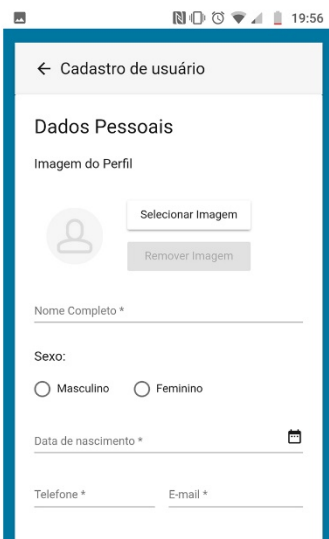 19:56
Cadastro de usuário
Dados Pessoais
Imagem do Perfil
Selecionar Imagem
Remover Imagem
Nome Completo *
Sexo:
Masculino Feminino
Data de nascimento *
Telefone * E-mail *